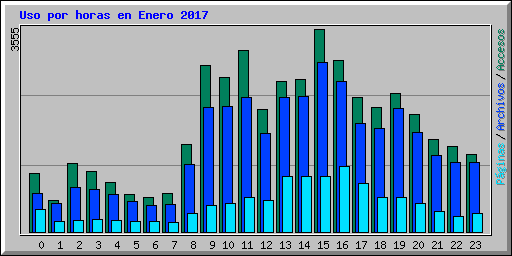 Uso por horas en Enero 2017
3555
Páginas / Archivos / Accesos
0 1 2 3 4 5 6 7 8 9 10 11 12 13 14 15 16 17 18 19 20 21 22 23